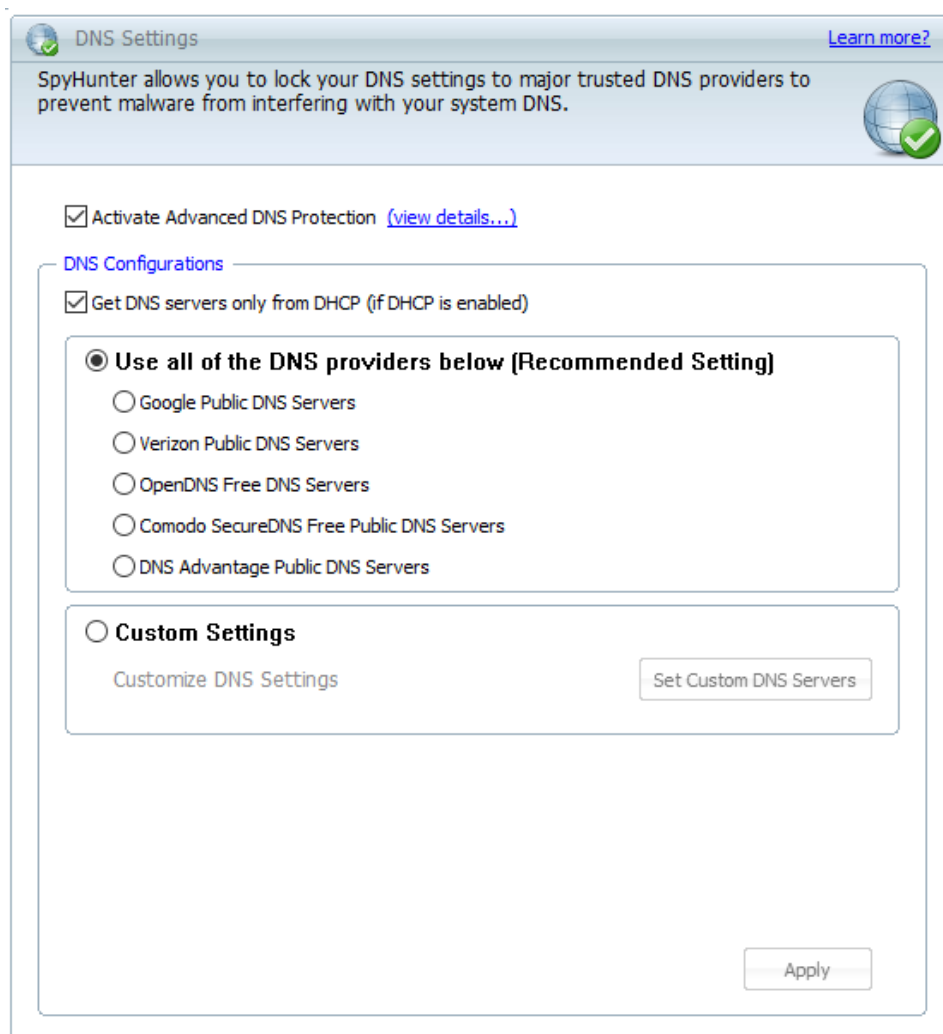 DNS Settings
Learn more?
SpyHunter allows you to lock your DNS settings to major trusted DNS providers to
prevent malware from interfering with your system DNS.
Activate Advanced DNS Protection (view details...)
DNS Configurations
Get DNS servers only from DHCP (if DHCP is enabled)
Use all of the DNS providers below (Recommended Setting)
Google Public DNS Servers
Verizon Public DNS Servers
OpenDNS Free DNS Servers
Comodo SecureDNS Free Public DNS Servers
DNS Advantage Public DNS Servers
Custom Settings
Customize DNS Settings
Set Custom DNS Servers
Apply